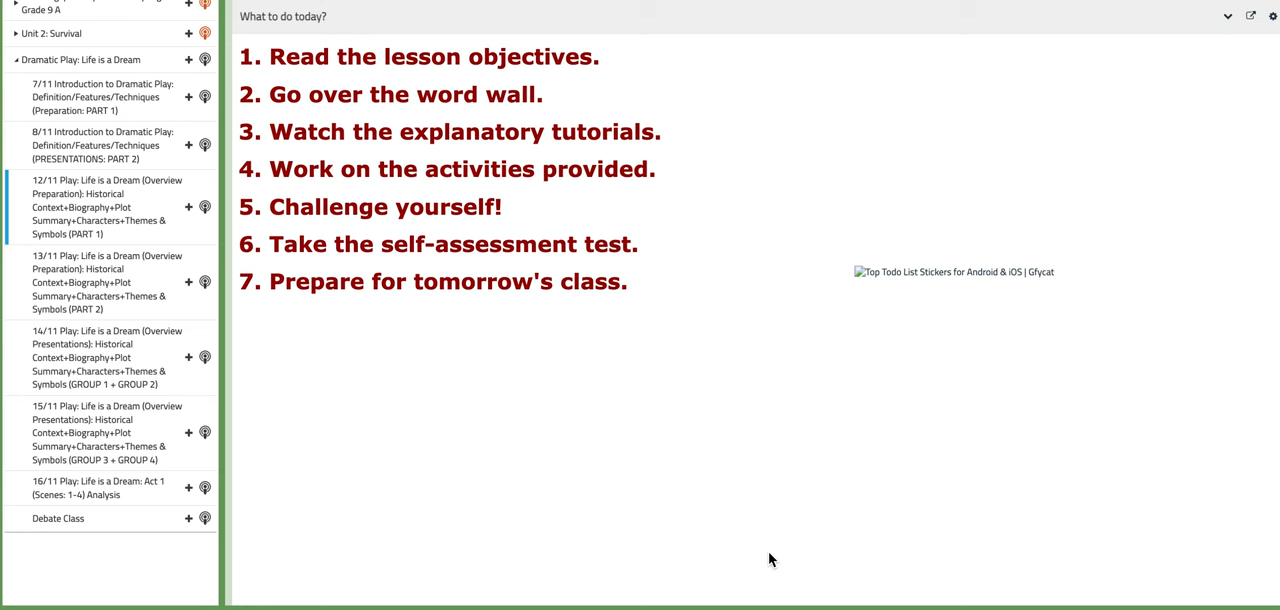 Grade 9 A
Unit 2: Survival
Dramatic Play: Life is a Dream
7/11 Introduction to Dramatic Play:
Definition/Features/Techniques
(Preparation: PART 1)
8/11 Introduction to Dramatic Play:
Definition/Features/Techniques
(PRESENTATIONS: PART 2)
12/11 Play: Life is a Dream (Overview
Preparation): Historical
Context+Biography+Plot
Summary+Characters+Themes &
Symbols (PART 1)
13/11 Play: Life is a Dream (Overview
Preparation): Historical
Context+Biography+Plot
Summary+Characters+Themes &
Symbols (PART 2)
14/11 Play: Life is a Dream (Overview
Presentations): Historical
Context+Biography+Plot
Summary+Characters+Themes &
Symbols (GROUP 1 + GROUP 2)
15/11 Play: Life is a Dream (Overview
Presentations): Historical
Context+Biography+Plot
Summary+Characters+Themes &
Symbols (GROUP 3 + GROUP 4)
16/11 Play: Life is a Dream: Act 1
(Scenes: 1-4) Analysis
Debate Class
What to do today?
1. Read the lesson objectives.
2. Go over the word wall.
3. Watch the explanatory tutorials.
4. Work on the activities provided.
5. Challenge yourself!
6. Take the self-assessment test.
7. Prepare for tomorrow's class.
Top Todo List Stickers for Android & iOS | Gfycat